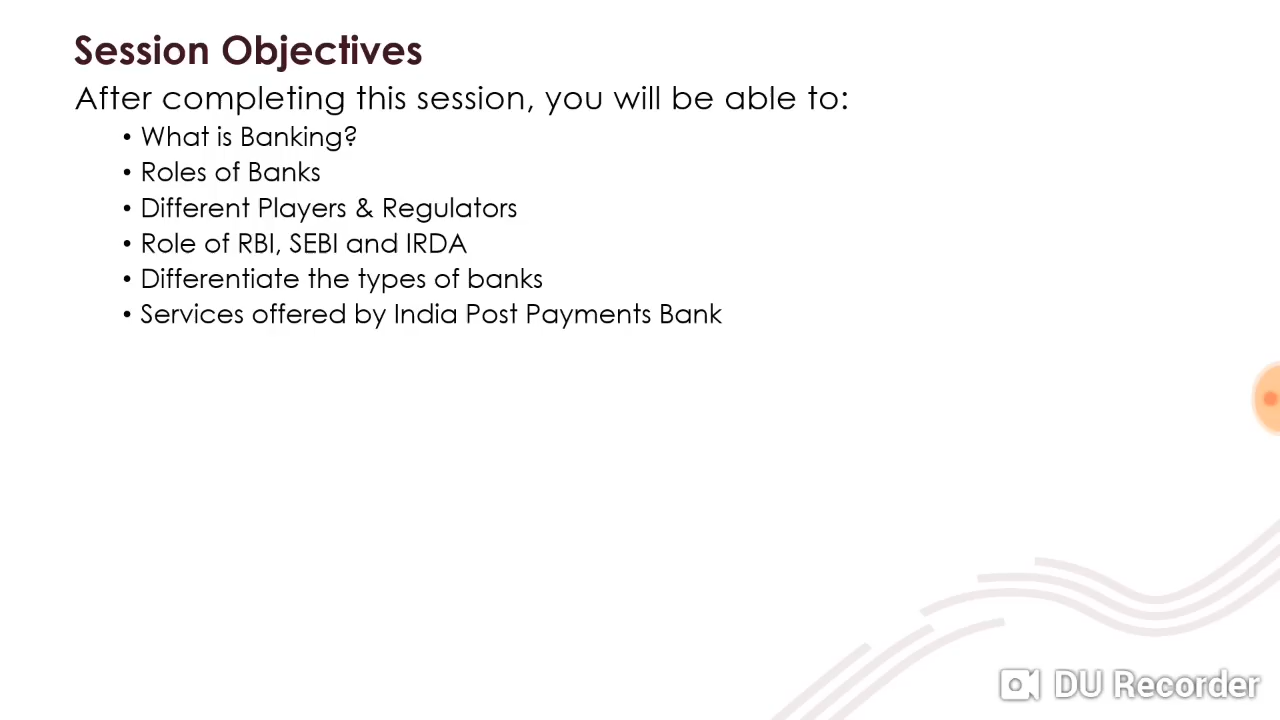 Session Objectives
After completing this session, you will be able to:
• What is Banking?
• Roles of Banks
• Different Players & Regulators
• Role of RBI, SEBI and IRDA
• Differentiate the types of banks
• Services offered by India Post Payments Bank
DU Recorder